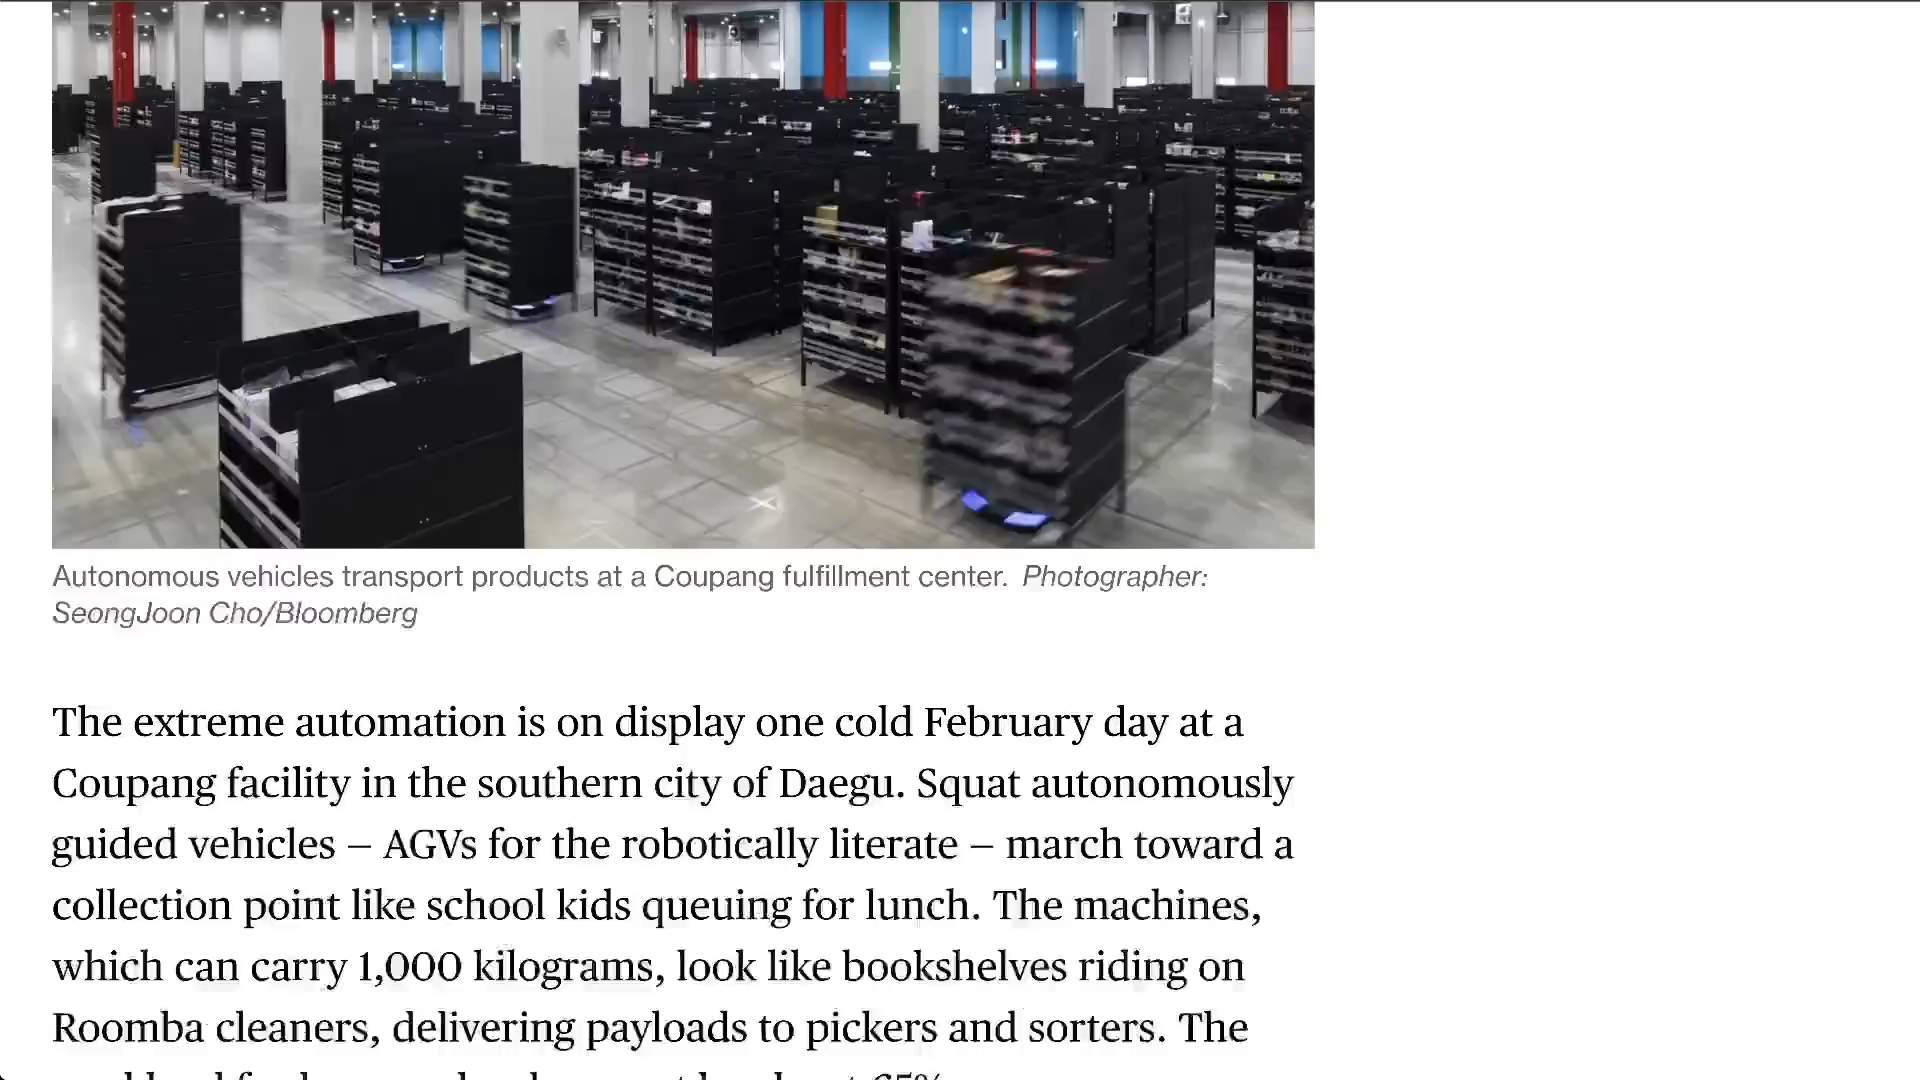 Autonomous vehicles transport products at a Coupang fulfillment center. Photographer:
SeongJoon Cho/Bloomberg
The extreme automation is on display one cold February day at a
Coupang facility in the southern city of Daegu. Squat autonomously
guided vehicles – AGVs for the robotically literate – march toward a
collection point like school kids queuing for lunch. The machines,
which can carry 1,000 kilograms, look like bookshelves riding on
Roomba cleaners, delivering payloads to pickers and sorters. The